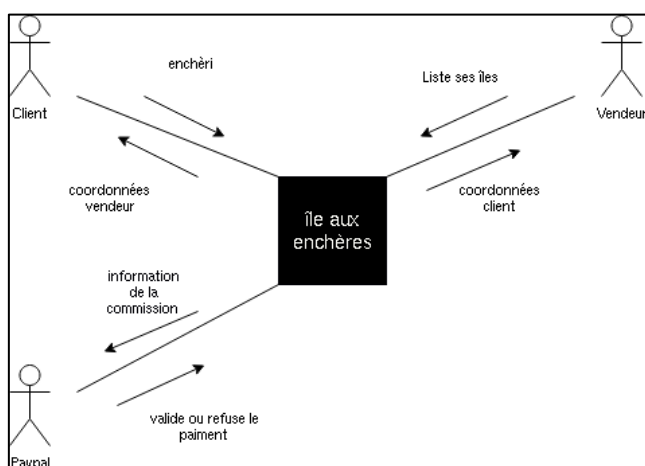 enchèri
Liste ses îles
Client
Vendeur
coordonnées
vendeur
coordonnées
client
île aux
enchères
information
de la
commission
valide ou refuse le
paiment
Paypal